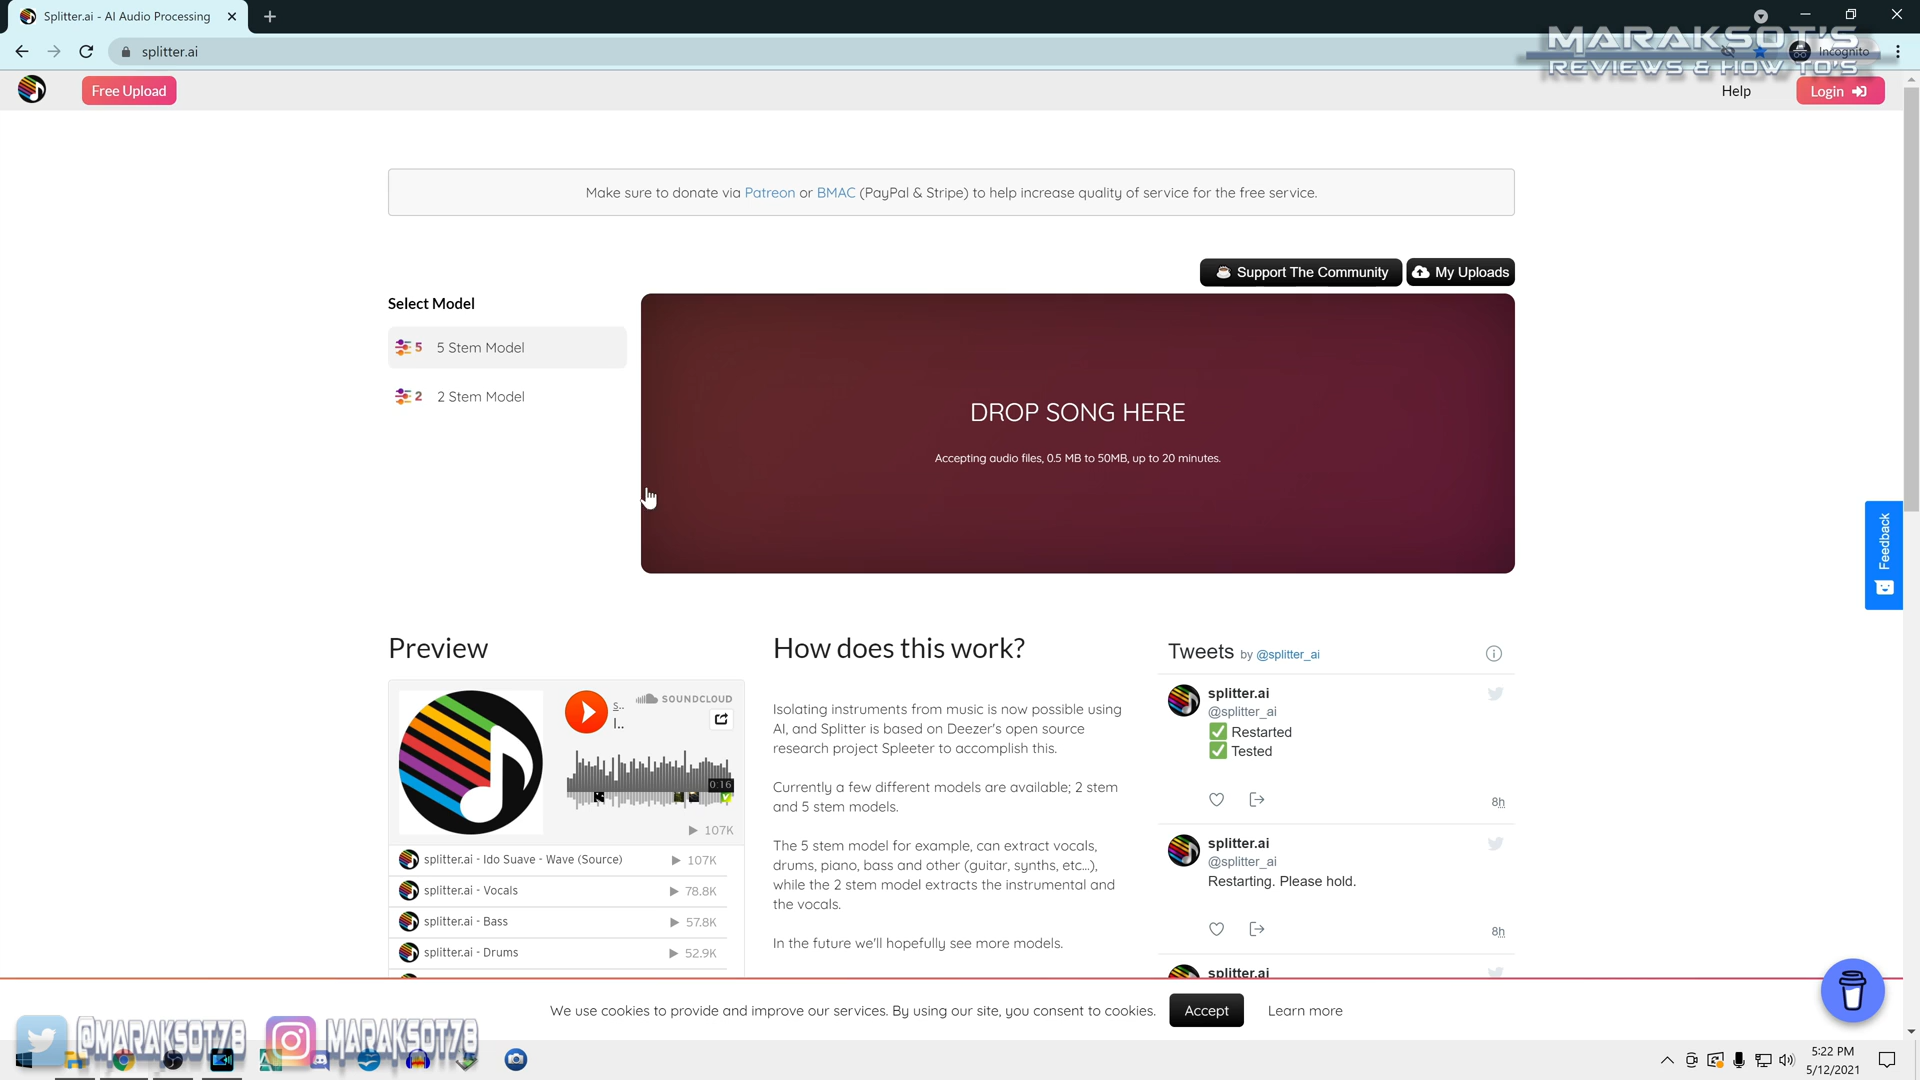 Splitter.ai - AI Audio Processing
splitter.ai
Incognito
MARAKSOT'S
REVIEWS & HOW TO'S
Free Upload
Help
Login
Make sure to donate via Patreon or BMAC (PayPal & Stripe) to help increase quality of service for the free service.
Support The Community
My Uploads
Select Model
5 5 Stem Model
2 2 Stem Model
DROP SONG HERE
Accepting audio files, 0.5 MB to 50MB, up to 20 minutes.
Feedback
Preview
SOUNDCLOUD
s..
l..
0:16
107K
splitter.ai - Ido Suave - Wave (Source) 107K
splitter.ai - Vocals 78.8K
splitter.ai - Bass 57.8K
splitter.ai - Drums 52.9K
How does this work?
Isolating instruments from music is now possible using
AI, and Splitter is based on Deezer's open source
research project Spleeter to accomplish this.
Currently a few different models are available; 2 stem
and 5 stem models.
The 5 stem model for example, can extract vocals,
drums, piano, bass and other (guitar, synths, etc...),
while the 2 stem model extracts the instrumental and
the vocals.
In the future we'll hopefully see more models.
Tweets by @splitter_ai
splitter.ai
@splitter_ai
Restarted
Tested
8h
splitter.ai
@splitter_ai
Restarting. Please hold.
8h
splitter.ai
We use cookies to provide and improve our services. By using our site, you consent to cookies.
Accept
Learn more
@MARAKSOT78
MARAKSOT78
5:22 PM
5/12/2021